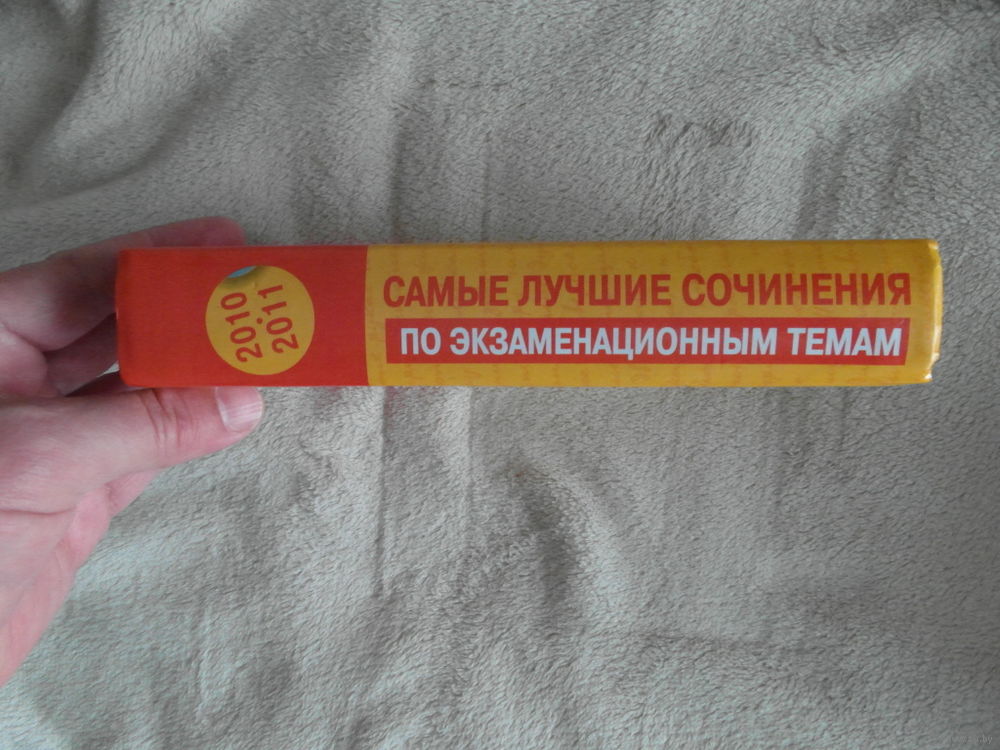 2010
2011
САМЫЕ ЛУЧШИЕ СОЧИНЕНИЯ
ПО ЭКЗАМЕНАЦИОННЫМ ТЕМАМ